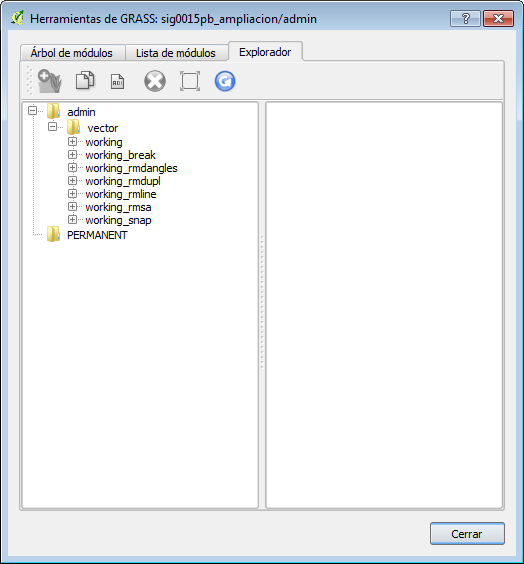 Herramientas de GRASS: sig0015pb_ampliacion/admin
?
Árbol de módulos Lista de módulos Explorador
admin
vector
working
working_break
working_rmdangles
working_rmdupl
working_rmline
working_rmsa
working_snap
PERMANENT
Cerrar